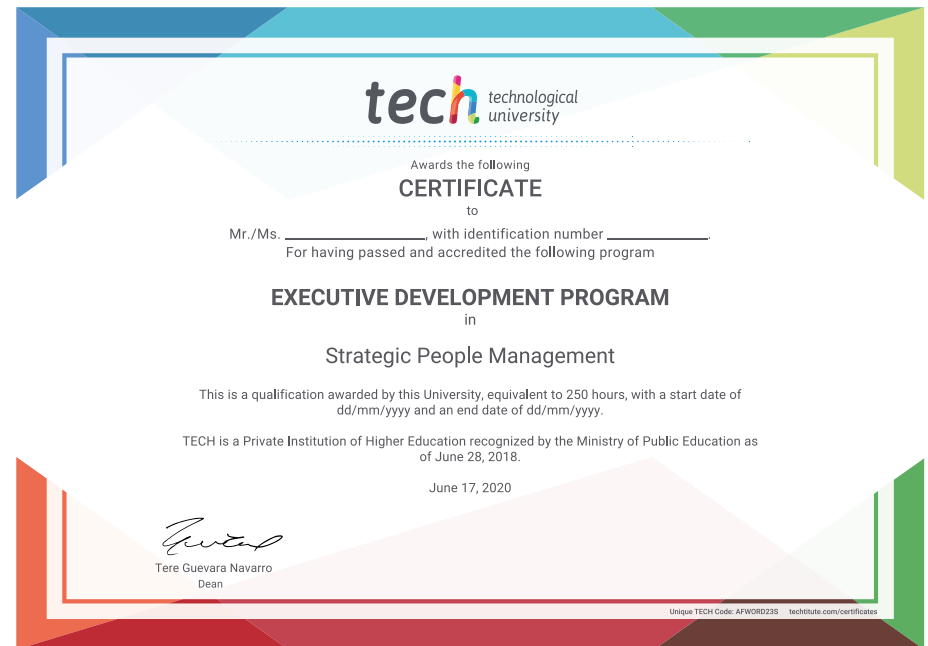 tech technological
university
Awards the following
CERTIFICATE
to
Mr./Ms. ____________________, with identification number ______________.
For having passed and accredited the following program
EXECUTIVE DEVELOPMENT PROGRAM
in
Strategic People Management
This is a qualification awarded by this University, equivalent to 250 hours, with a start date of
dd/mm/yyyy and an end date of dd/mm/yyyy.
TECH is a Private Institution of Higher Education recognized by the Ministry of Public Education as
of June 28, 2018.
June 17, 2020
Tere Guevara Navarro
Dean
Unique TECH Code: AFWORD23S techtitute.com/certificates